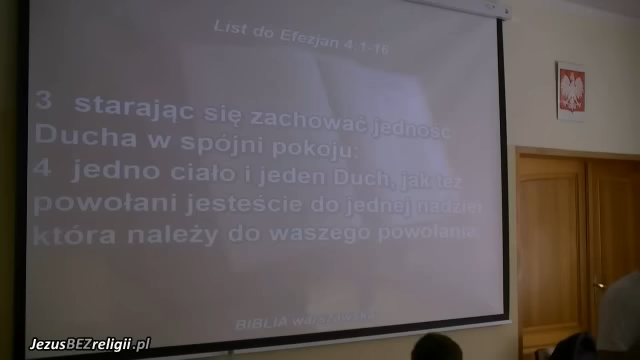 List do Efezjan 4,1-16
3 starając się zachować jedność
Ducha w spójni pokoju:
4 jedno ciało i jeden Duch, jak też
powołani jesteście do jednej nadziei,
która należy do waszego powołania;
BIBLIA warszawska
JezusBEZreligii.pl